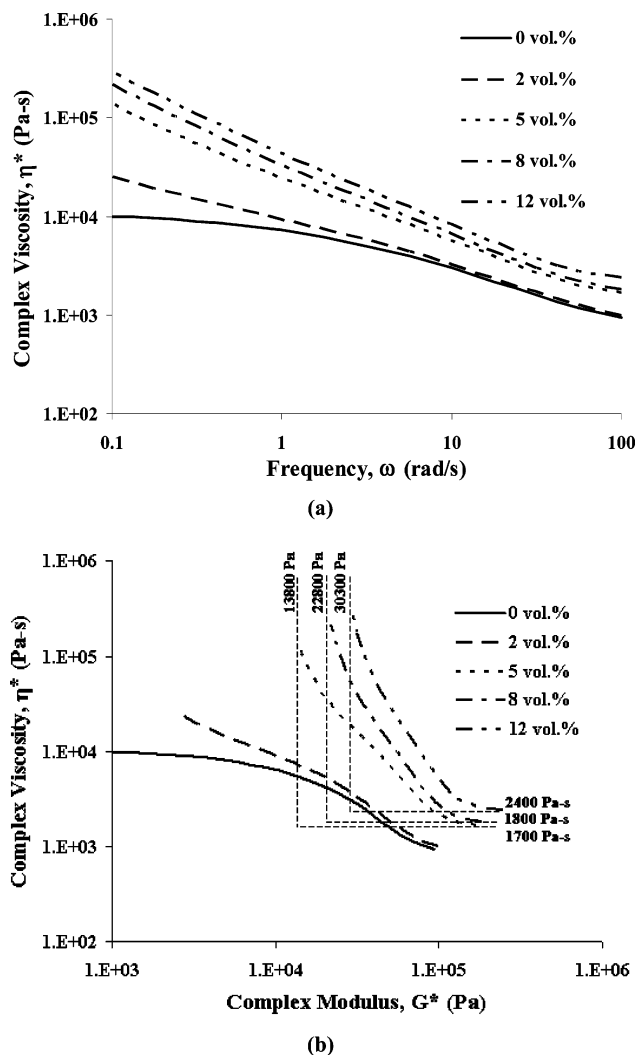 1.E+06
1.E+05
1.E+04
1.E+03
1.E+02
Complex Viscosity, η* (Pa-s)
0 vol.%
2 vol.%
5 vol.%
8 vol.%
12 vol.%
0.1
1
10
100
Frequency, ω (rad/s)
(a)
1.E+06
1.E+05
1.E+04
1.E+03
1.E+02
Complex Viscosity, η* (Pa-s)
13800 Pa
22800 Pa
30300 Pa
0 vol.%
2 vol.%
5 vol.%
8 vol.%
12 vol.%
2400 Pa-s
1800 Pa-s
1700 Pa-s
1.E+03
1.E+04
1.E+05
1.E+06
Complex Modulus, G* (Pa)
(b)